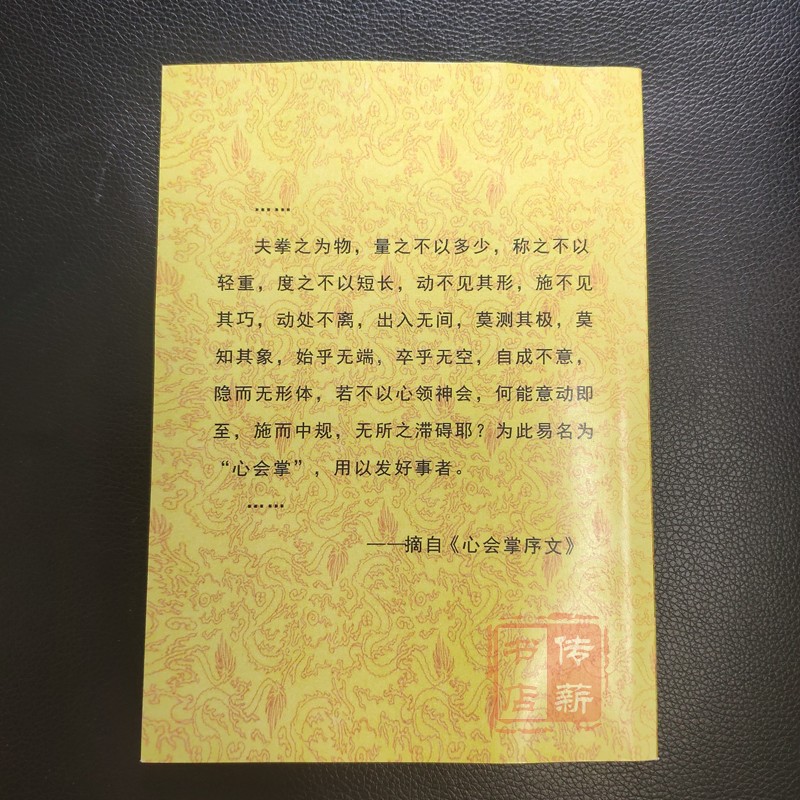 ……
夫拳之为物，量之不以多少，称之不以
轻重，度之不以短长，动不见其形，施不见
其巧，动处不离，出入无间，莫测其极，莫
知其象，始乎无端，卒乎无空，自成不意，
隐而无形体，若不以心领神会，何能意动即
至，施而中规，无所之滞碍耶？为此易名为
“心会掌”，用以发好事者。
……
——摘自《心会掌序文》
传薪
书店